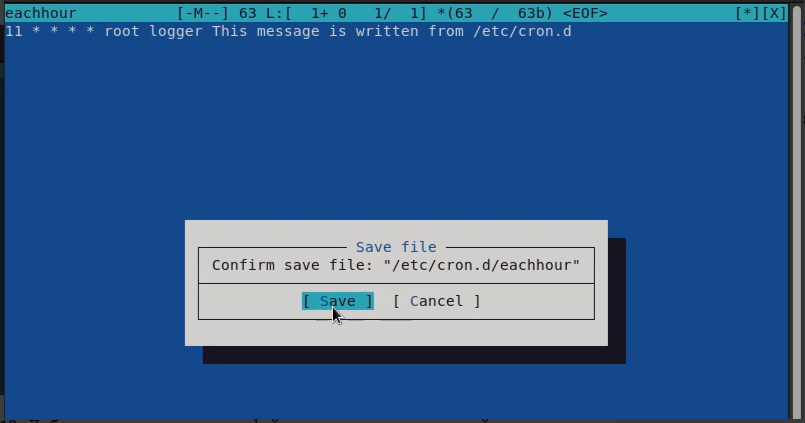 eachhour [-M--] 63 L:[ 1+ 0 1/ 1] *(63 / 63b) <EOF> [*][X]
11 * * * * root logger This message is written from /etc/cron.d
Save file
Confirm save file: "/etc/cron.d/eachhour"
[ Save ] [ Cancel ]